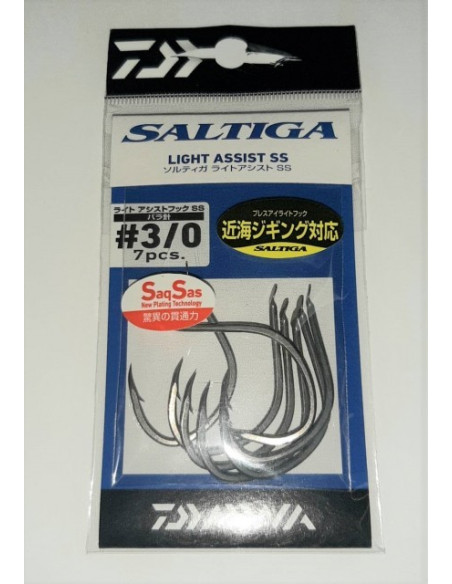 SALTIGA
LIGHT ASSIST SS
ソルティガ ライトアシスト SS
ライト アシストフック SS
バラ針
#3/0
7pcs.
プレスアイライトフック
近海ジギング対応
SALTIGA
SaqSas
New Plating Technology
驚異の貫通力
DAIWA